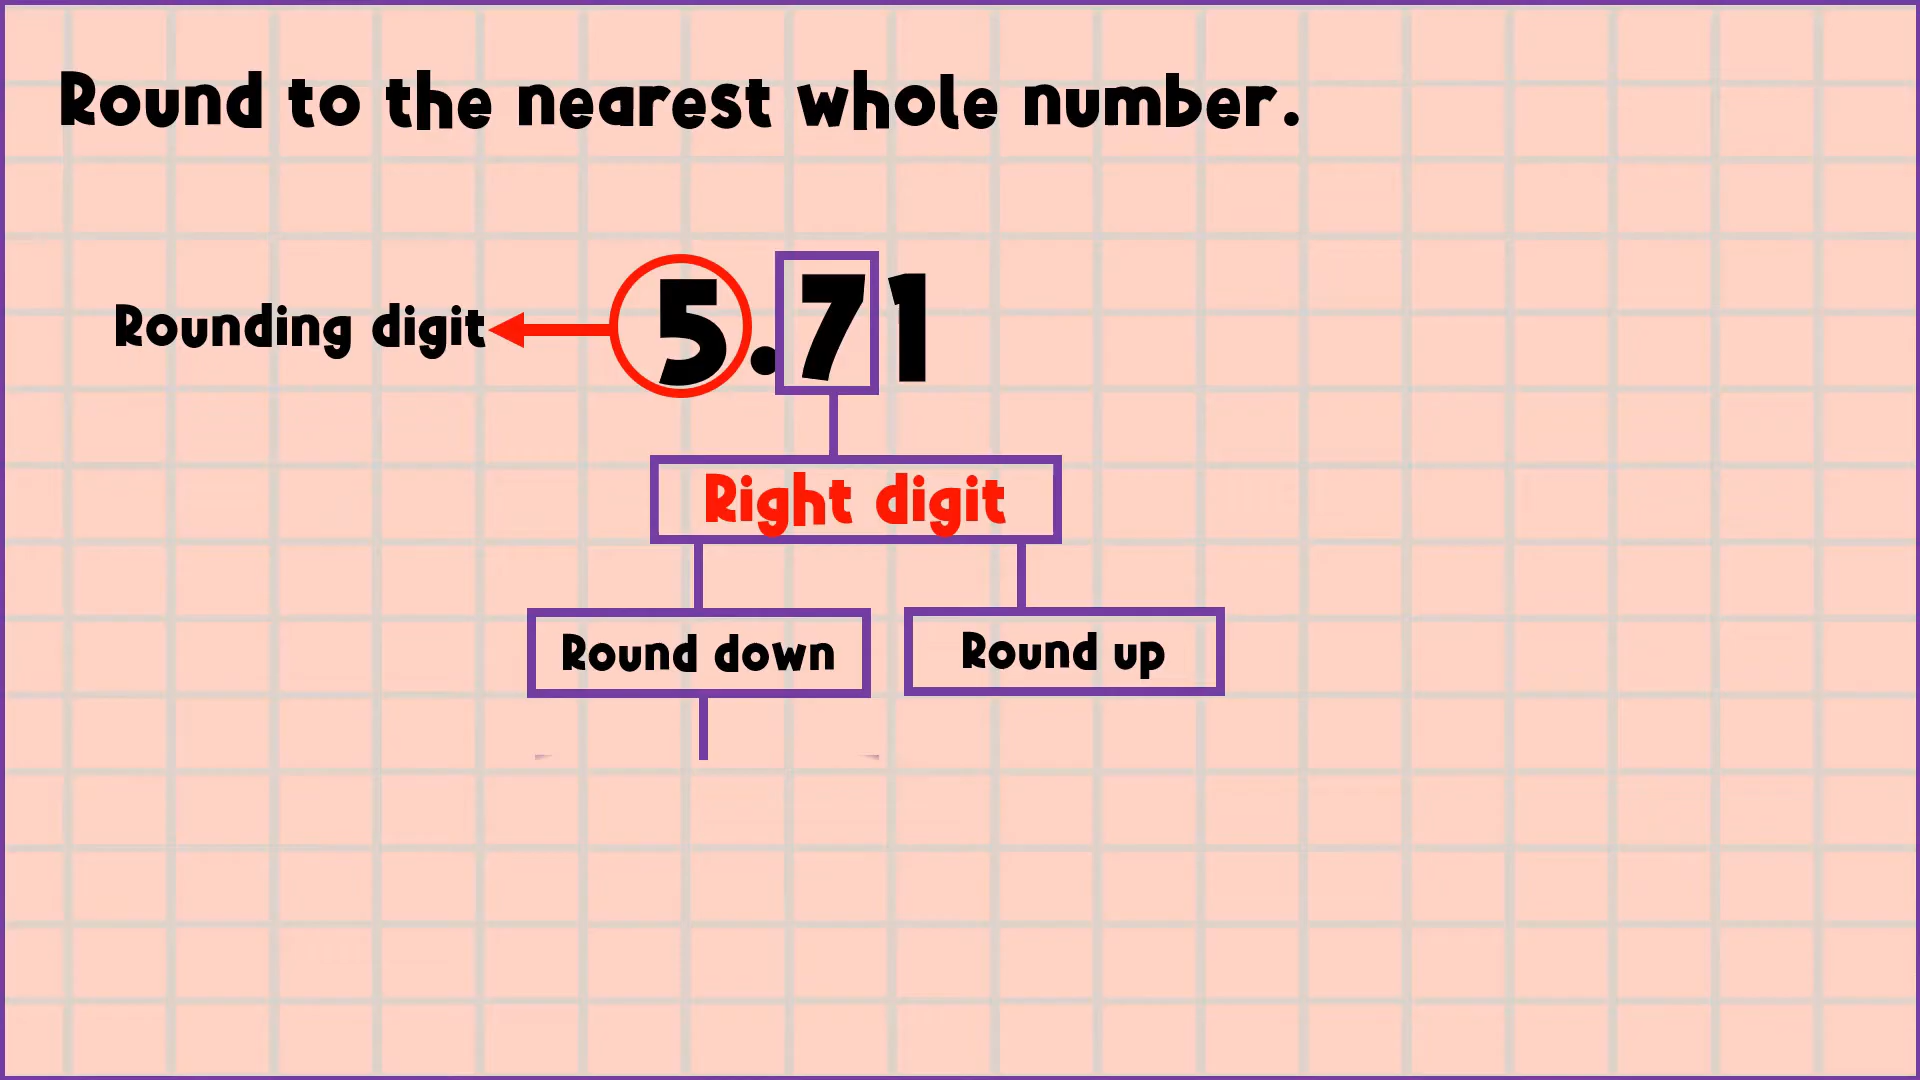 Round to the nearest whole number.
Rounding digit 5.71
Right digit
Round down Round up